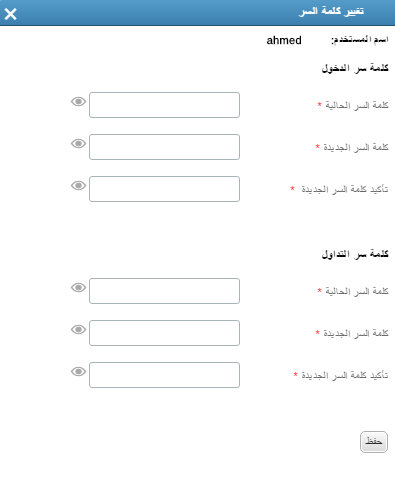 تغيير كلمة السر
اسم المستخدم: ahmed
كلمة سر الدخول
كلمة السر الحالية *
كلمة السر الجديدة *
تأكيد كلمة السر الجديدة *
كلمة سر التداول
كلمة السر الحالية *
كلمة السر الجديدة *
تأكيد كلمة السر الجديدة *
حفظ